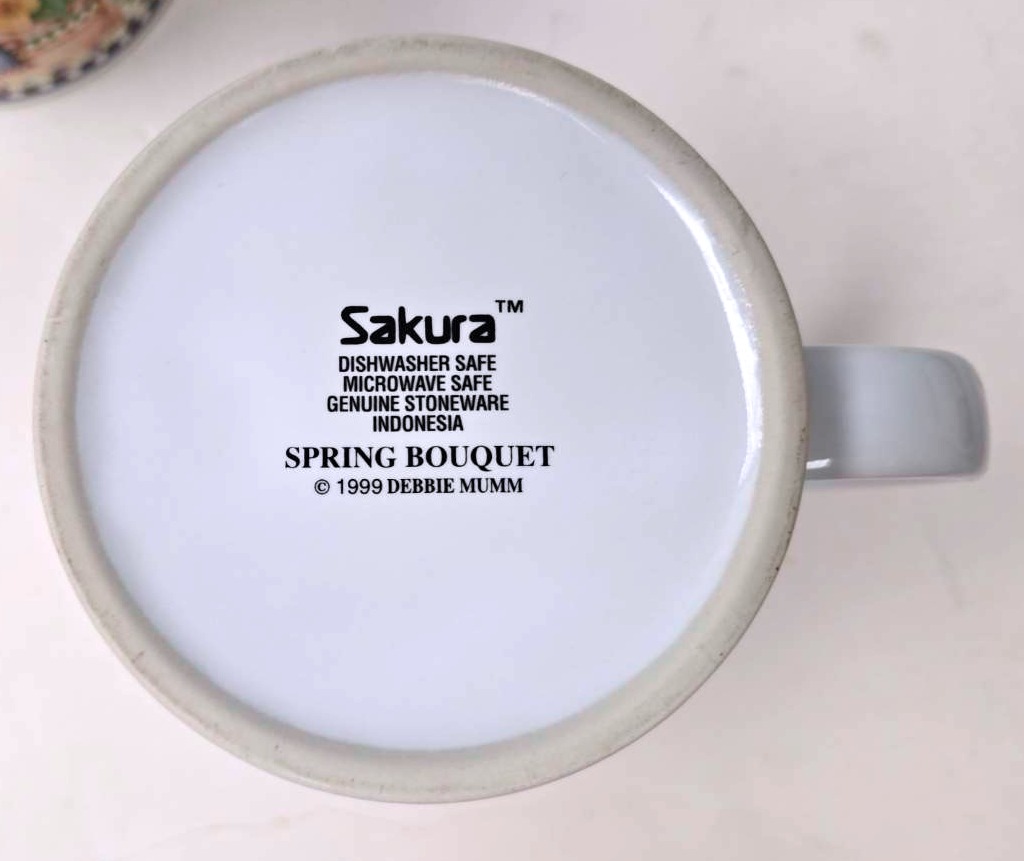 Sakura™
DISHWASHER SAFE
MICROWAVE SAFE
GENUINE STONEWARE
INDONESIA
SPRING BOUQUET
© 1999 DEBBIE MUMM